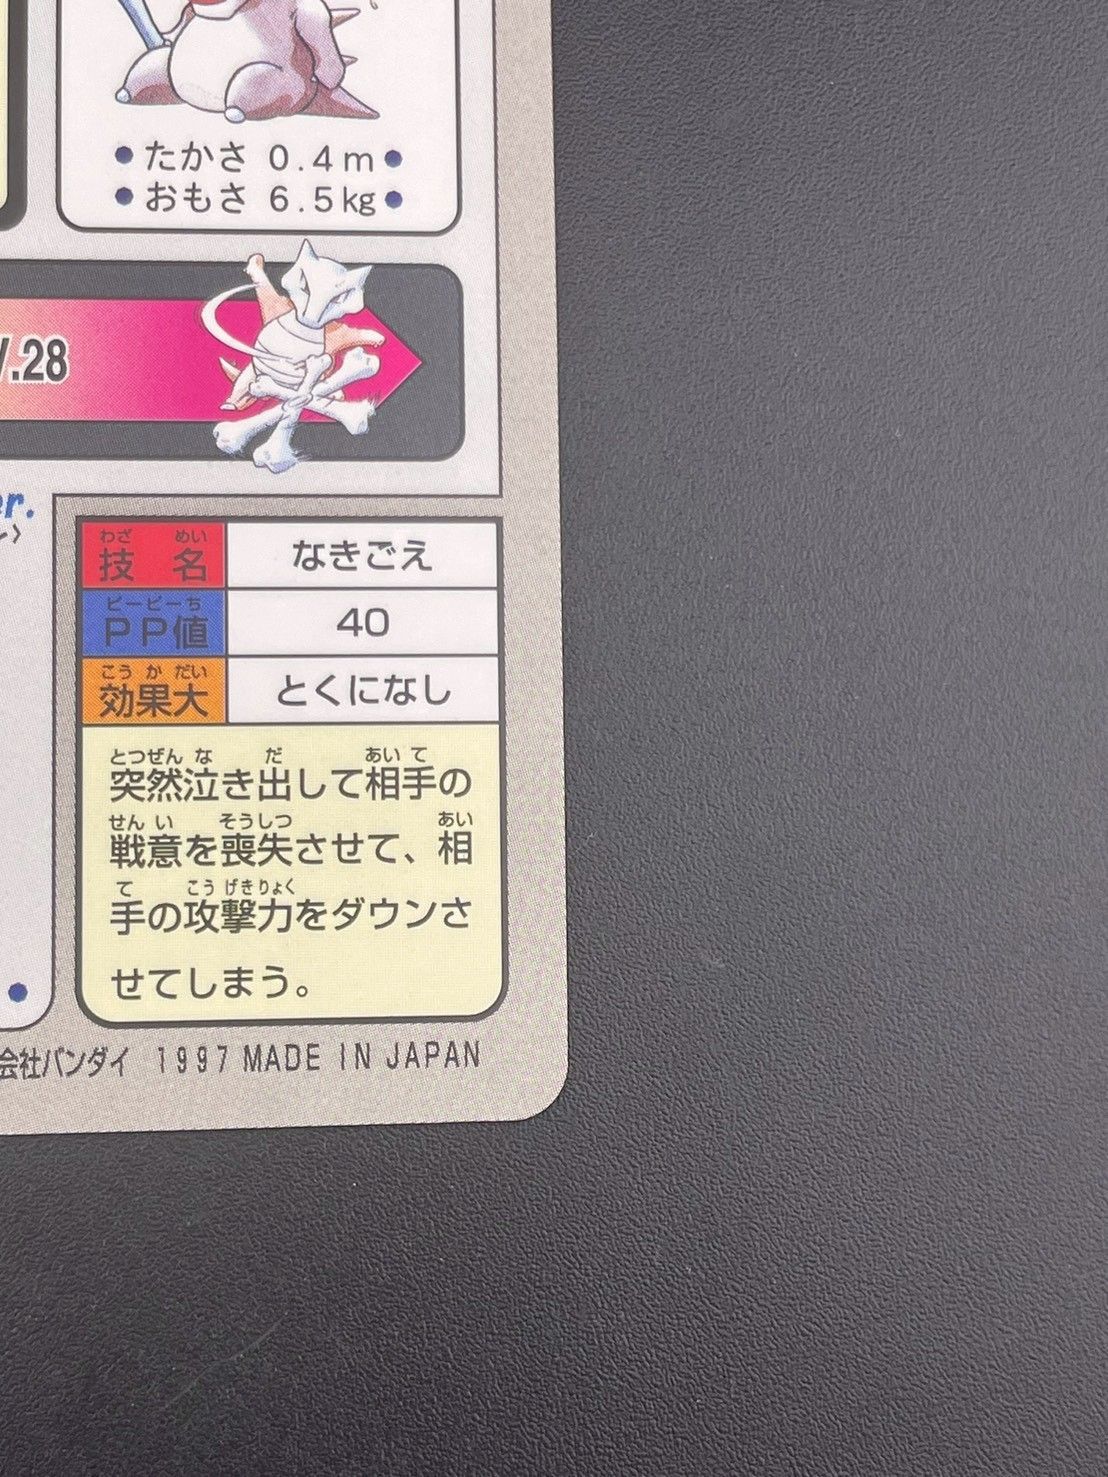 たかさ 0.4m
おもさ 6.5kg
.28
er.
わざ めい
技名
なきごえ
ピーピーち
PP値
40
こうかだい
効果大
とくになし
とつぜん な だ あいて
突然泣き出して相手の
せんい そうしつ あい
戦意を喪失させて、相
て こうげきりょく
手の攻撃力をダウンさ
せてしまう。
会社バンダイ 1997 MADE IN JAPAN